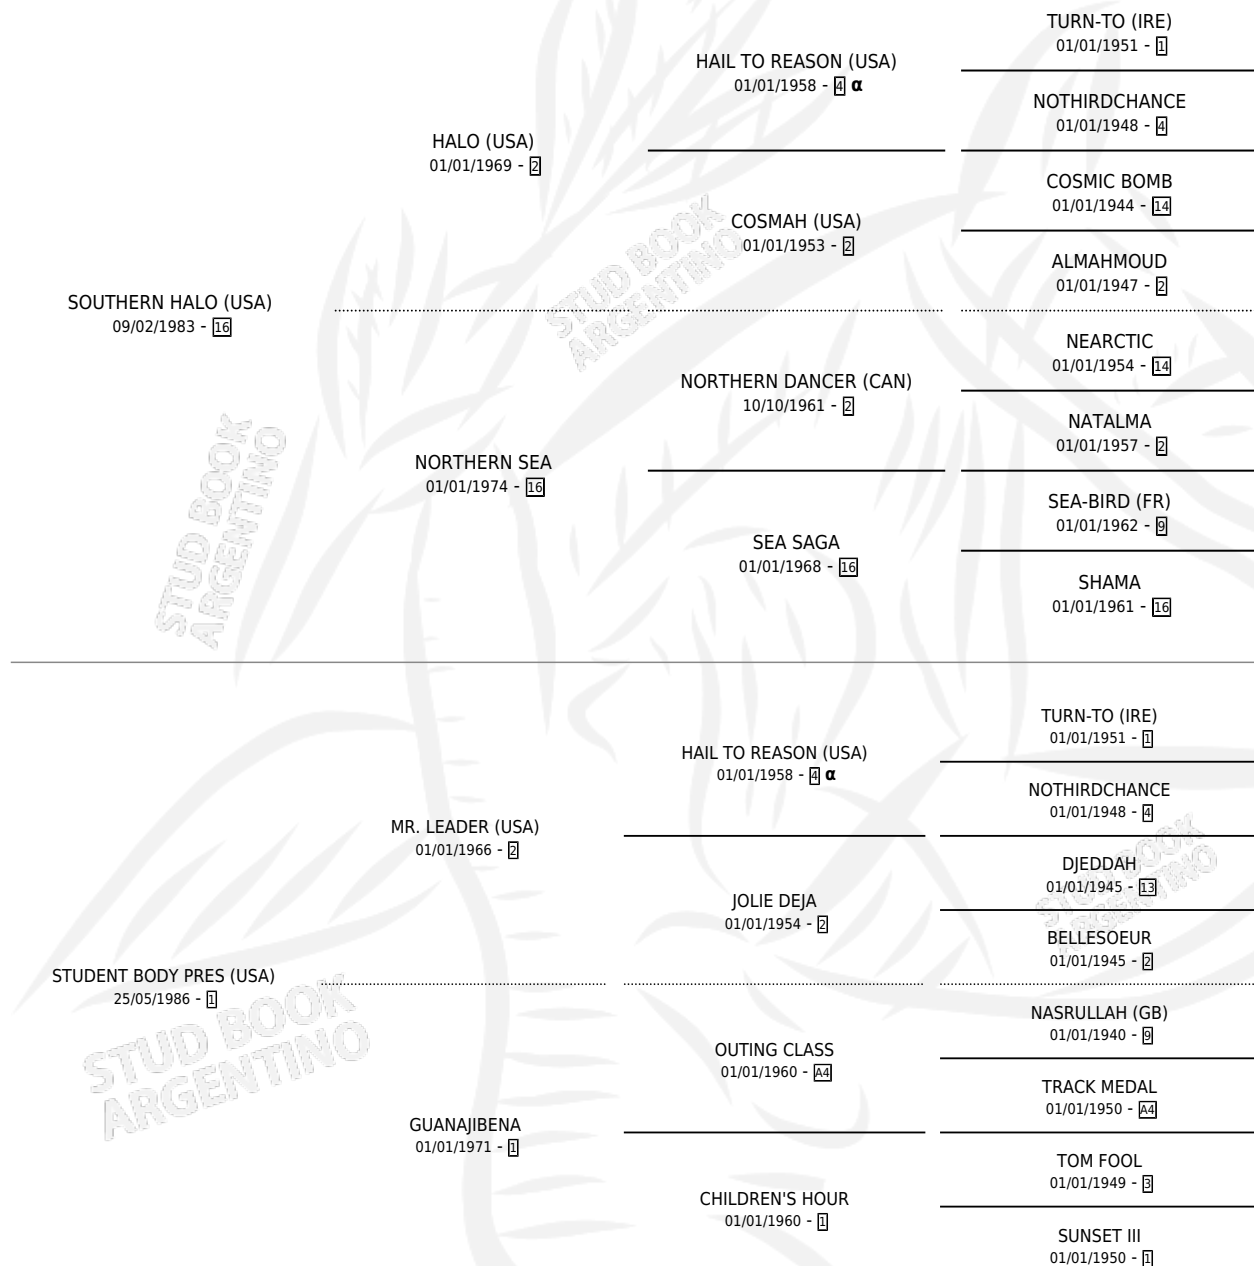 TURN-TO (IRE)
01/01/1951 - 1
HAIL TO REASON (USA)
01/01/1958 - 4 α
NOTHIRDCHANCE
01/01/1948 - 4
HALO (USA)
01/01/1969 - 2
COSMIC BOMB
01/01/1944 - 14
COSMAH (USA)
01/01/1953 - 2
ALMAHMOUD
01/01/1947 - 2
SOUTHERN HALO (USA)
09/02/1983 - 16
NEARCTIC
01/01/1954 - 14
NORTHERN DANCER (CAN)
10/10/1961 - 2
NATALMA
01/01/1957 - 2
NORTHERN SEA
01/01/1974 - 16
SEA-BIRD (FR)
01/01/1962 - 9
SEA SAGA
01/01/1968 - 16
SHAMA
01/01/1961 - 16
STUD BOOK
ARGENTINO
STUD BOOK
ARGENTINO
TURN-TO (IRE)
01/01/1951 - 1
HAIL TO REASON (USA)
01/01/1958 - 4 α
NOTHIRDCHANCE
01/01/1948 - 4
MR. LEADER (USA)
01/01/1966 - 2
DJEDDAH
01/01/1945 - 13
JOLIE DEJA
01/01/1954 - 2
BELLESOEUR
01/01/1945 - 2
STUDENT BODY PRES (USA)
25/05/1986 - 1
NASRULLAH (GB)
01/01/1940 - 9
OUTING CLASS
01/01/1960 - A4
TRACK MEDAL
01/01/1950 - A4
GUANAJIBENA
01/01/1971 - 1
TOM FOOL
01/01/1949 - 3
CHILDREN'S HOUR
01/01/1960 - 1
SUNSET III
01/01/1950 - 1
STUD BOOK
ARGENTINO
STUD BOOK
ARGENTINO